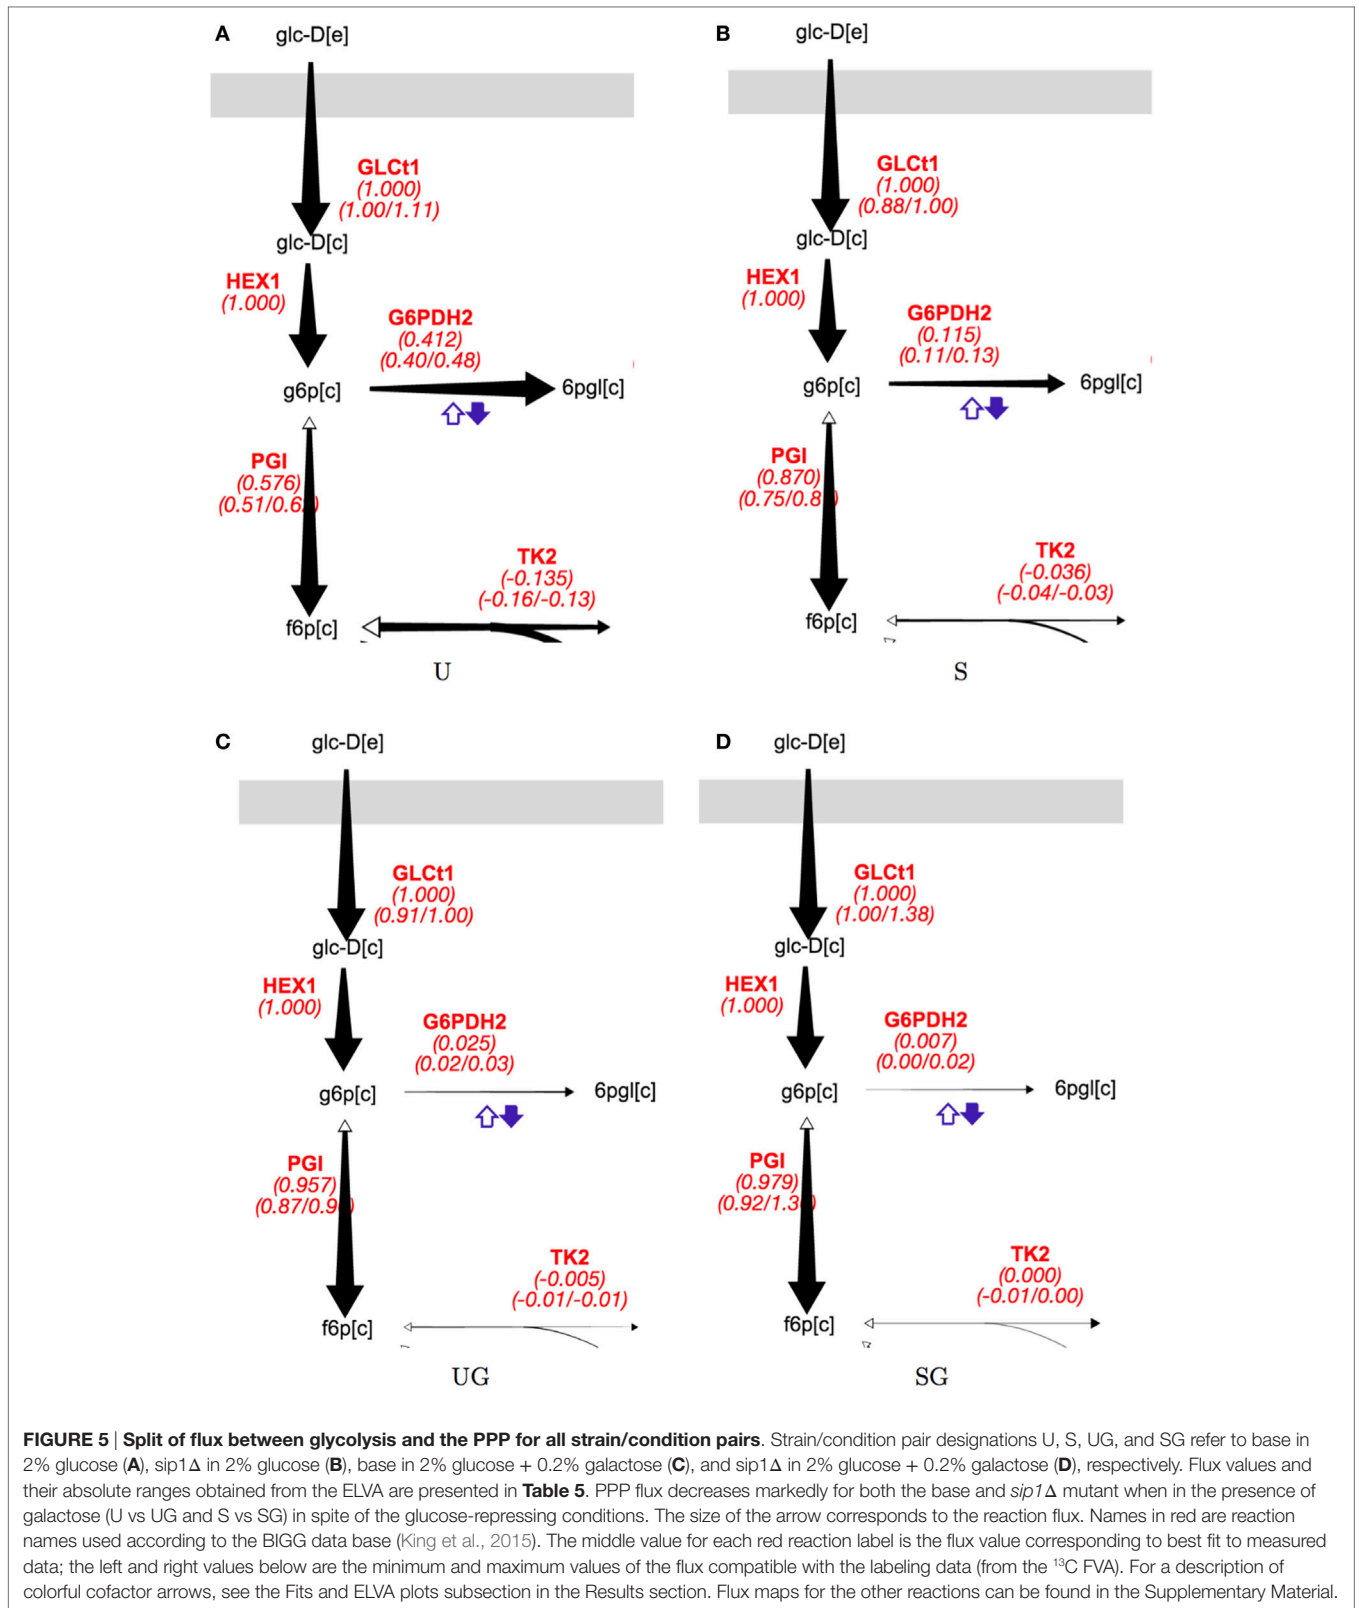 A
glc-D[e]
GLCt1
(1.000)
(1.00/1.11)
glc-D[c]
HEX1
(1.000)
G6PDH2
(0.412)
(0.40/0.48)
g6p[c]
6pgl[c]
PGI
(0.576)
(0.51/0.6
TK2
(-0.135)
(-0.16/-0.13)
f6p[c]
U
B
glc-D[e]
GLCt1
(1.000)
(0.88/1.00)
glc-D[c]
HEX1
(1.000)
G6PDH2
(0.115)
(0.11/0.13)
g6p[c]
6pgl[c]
PGI
(0.870)
(0.75/0.8
TK2
(-0.036)
(-0.04/-0.03)
f6p[c]
S
C
glc-D[e]
GLCt1
(1.000)
(0.91/1.00)
glc-D[c]
HEX1
(1.000)
G6PDH2
(0.025)
(0.02/0.03)
g6p[c]
6pgl[c]
PGI
(0.957)
(0.87/0.9
TK2
(-0.005)
(-0.01/-0.01)
f6p[c]
UG
D
glc-D[e]
GLCt1
(1.000)
(1.00/1.38)
glc-D[c]
HEX1
(1.000)
G6PDH2
(0.007)
(0.00/0.02)
g6p[c]
6pgl[c]
PGI
(0.979)
(0.92/1.3
TK2
(0.000)
(-0.01/0.00)
f6p[c]
SG
FIGURE 5 | Split of flux between glycolysis and the PPP for all strain/condition pairs. Strain/condition pair designations U, S, UG, and SG refer to base in
2% glucose (A), sip1Δ in 2% glucose (B), base in 2% glucose + 0.2% galactose (C), and sip1Δ in 2% glucose + 0.2% galactose (D), respectively. Flux values and
their absolute ranges obtained from the ELVA are presented in Table 5. PPP flux decreases markedly for both the base and sip1Δ mutant when in the presence of
galactose (U vs UG and S vs SG) in spite of the glucose-repressing conditions. The size of the arrow corresponds to the reaction flux. Names in red are reaction
names used according to the BIGG data base (King et al., 2015). The middle value for each red reaction label is the flux value corresponding to best fit to measured
data; the left and right values below are the minimum and maximum values of the flux compatible with the labeling data (from the ¹³C FVA). For a description of
colorful cofactor arrows, see the Fits and ELVA plots subsection in the Results section. Flux maps for the other reactions can be found in the Supplementary Material.